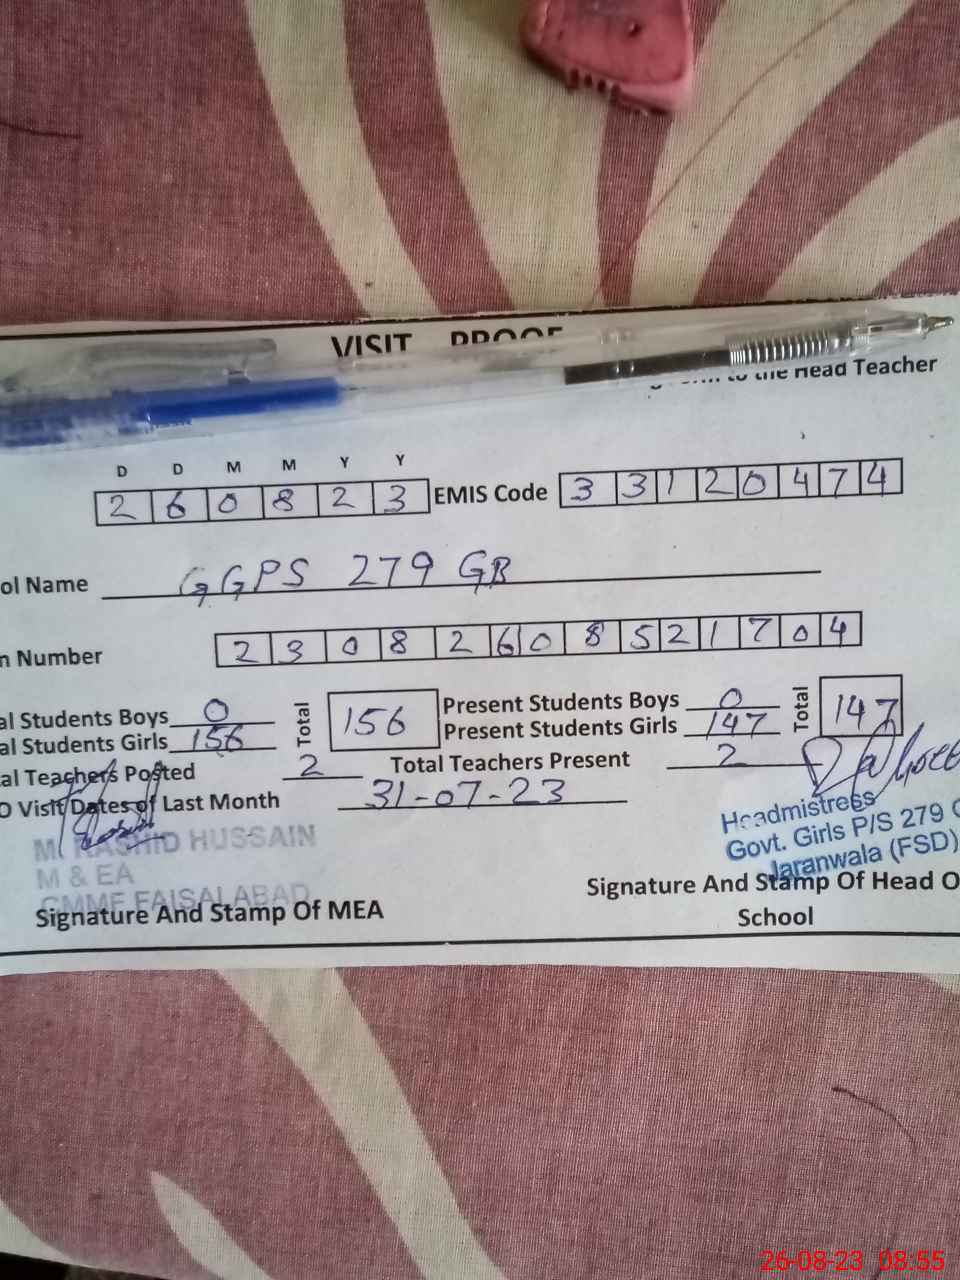 VISIT PROOF
to the Head Teacher
D D M M Y Y
2 6 0 8 2 3 EMIS Code 3 3 1 2 0 4 7 4
ol Name GGPS 279 GB
n Number 2 3 0 8 2 6 0 8 5 2 1 7 0 4
al Students Boys 0 Total 156 Present Students Boys 0 Total 147
al Students Girls 156 Present Students Girls 147
al Teachers Posted 2 Total Teachers Present 2
O Visit Dates of Last Month 31-07-23
M. RASHID HUSSAIN
M & EA
CMMF FAISALABAD
Signature And Stamp Of MEA
Headmistress
Govt. Girls P/S 279 G
Jaranwala (FSD)
Signature And Stamp Of Head O
School
26-08-23 08:55